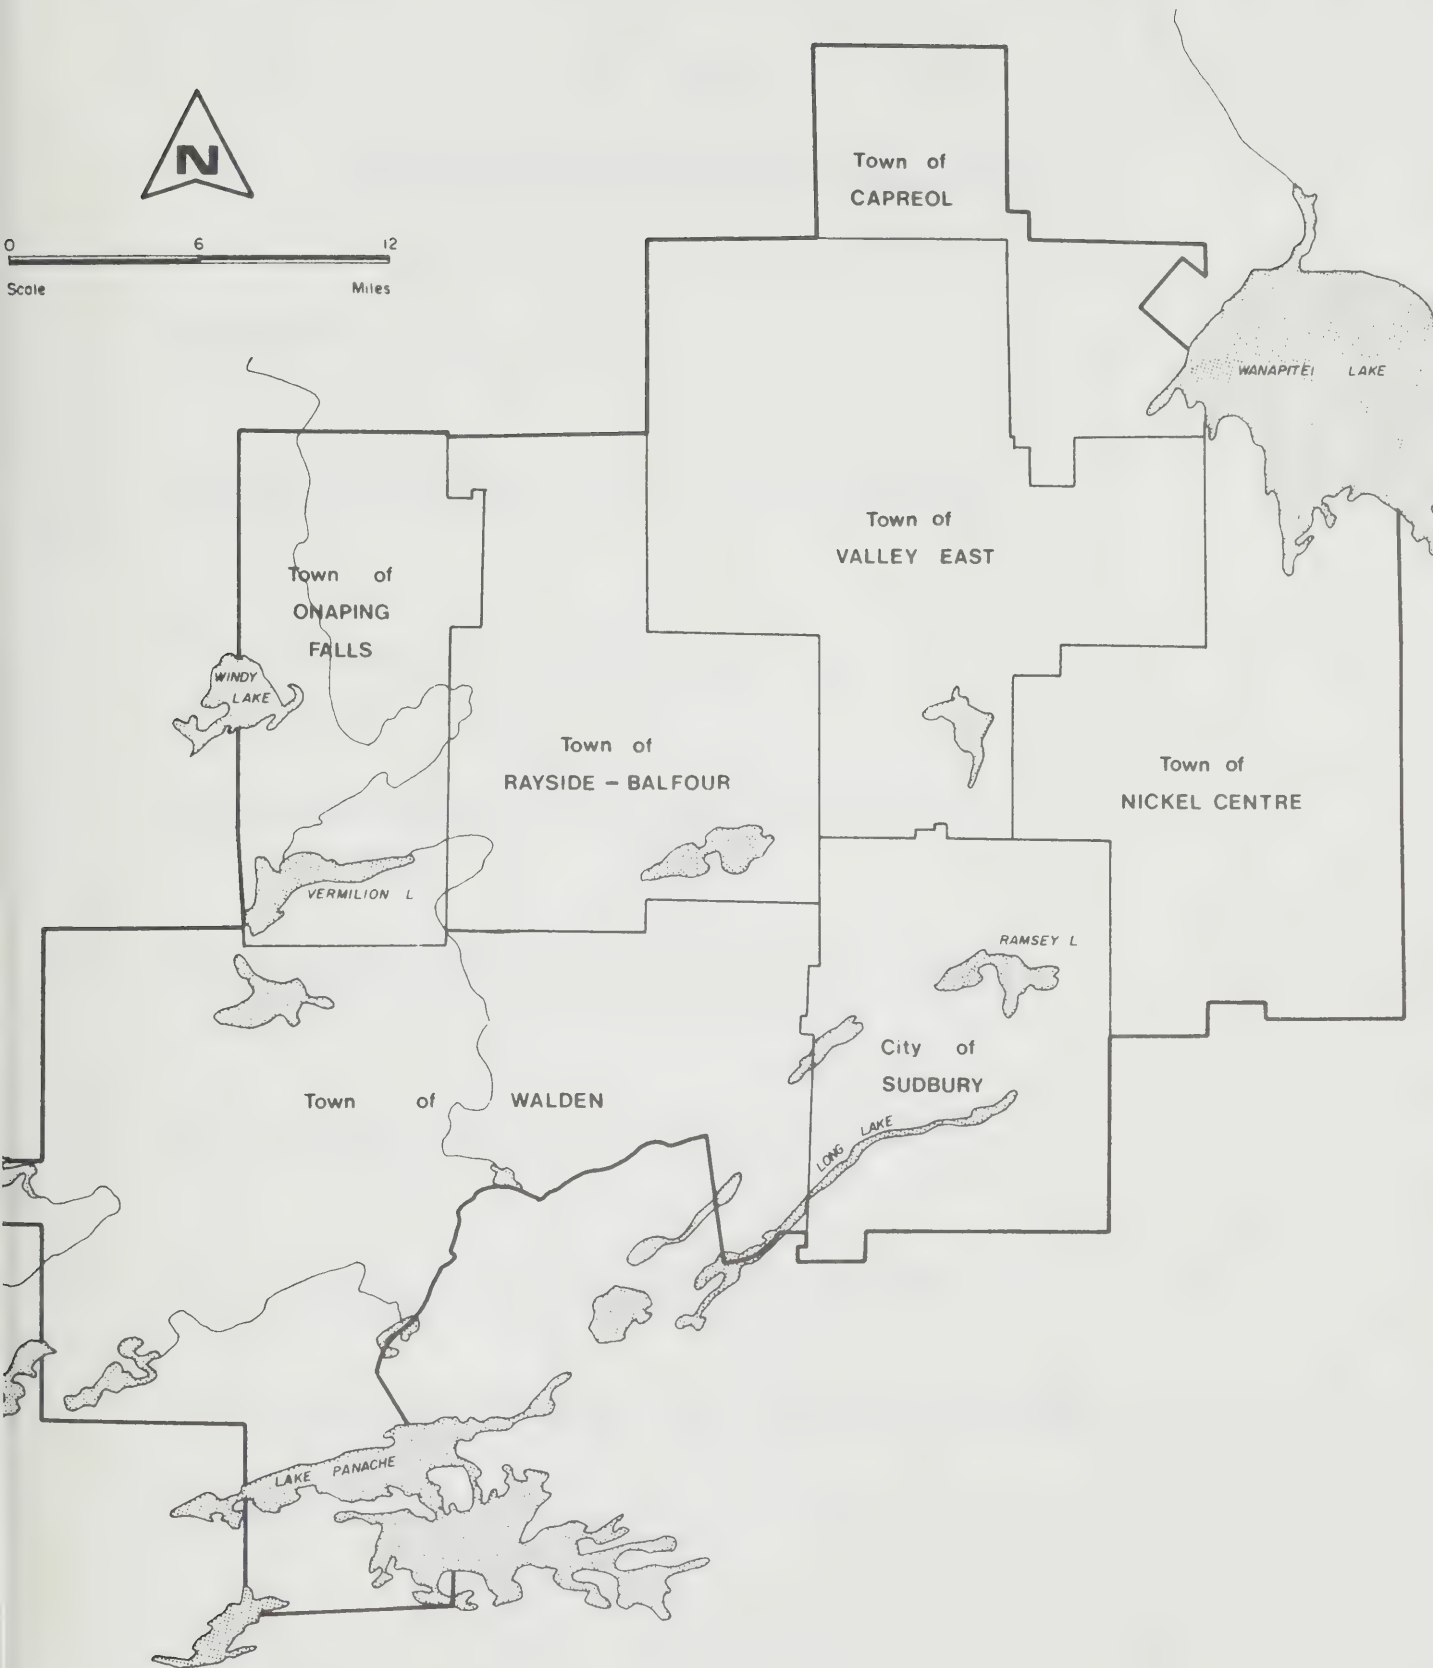 Town of
CAPREOL
N
0 6 12
Scale Miles
WANAPITEI LAKE
Town of
VALLEY EAST
Town of
ONAPING
FALLS
WINDY
LAKE
Town of
RAYSIDE – BALFOUR
Town of
NICKEL CENTRE
VERMILION L
RAMSEY L
City of
SUDBURY
Town of WALDEN
LONG LAKE
LAKE PANACHE